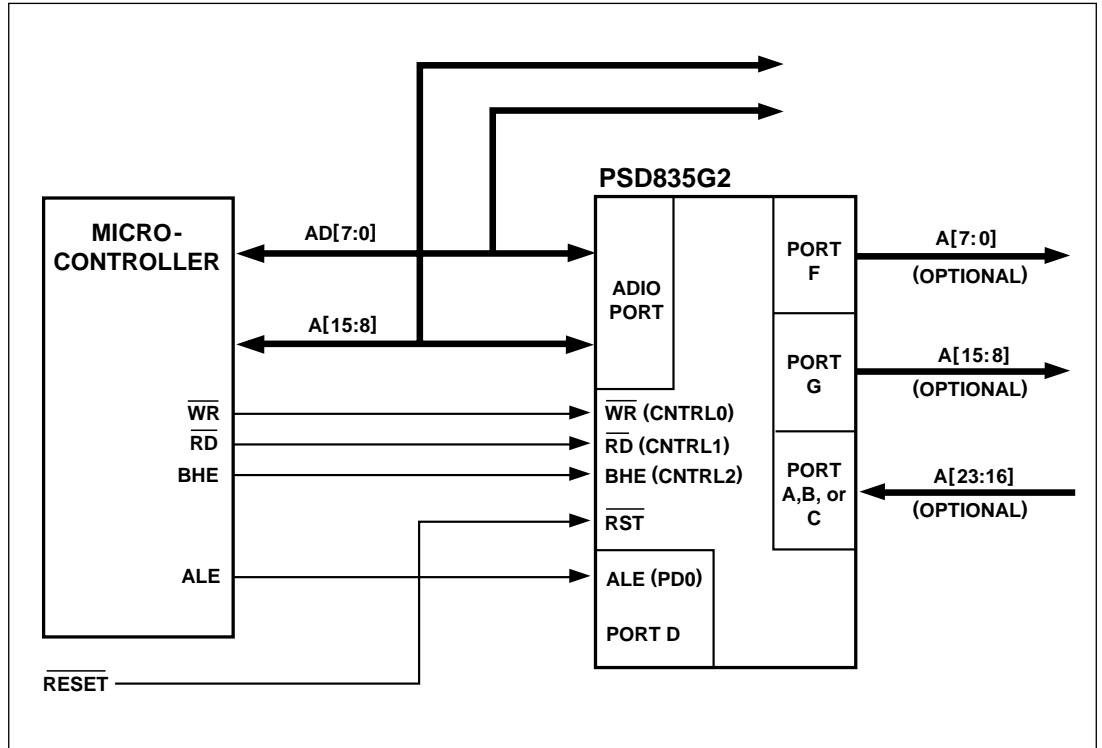 PSD835G2
MICRO-
CONTROLLER
AD[7:0]
A[15:8]
WR
RD
BHE
ALE
RESET
ADIO
PORT
WR (CNTRL0)
RD (CNTRL1)
BHE (CNTRL2)
RST
ALE (PD0)
PORT D
PORT
F
PORT
G
PORT
A,B, or
C
A[7:0]
(OPTIONAL)
A[15:8]
(OPTIONAL)
A[23:16]
(OPTIONAL)